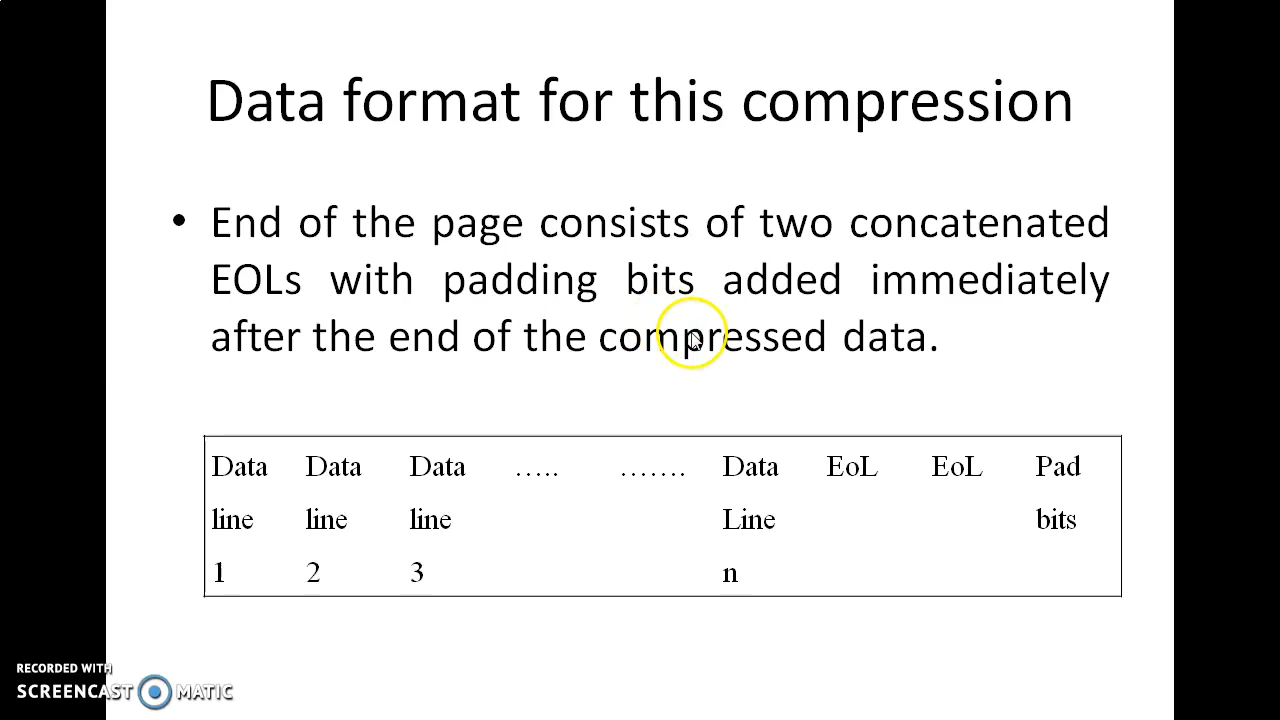 Data format for this compression
• End of the page consists of two concatenated
EOLs with padding bits added immediately
after the end of the compressed data.
Data Data Data ….. ……. Data EoL EoL Pad
line line line Line bits
1 2 3 n
RECORDED WITH
SCREENCAST MATIC